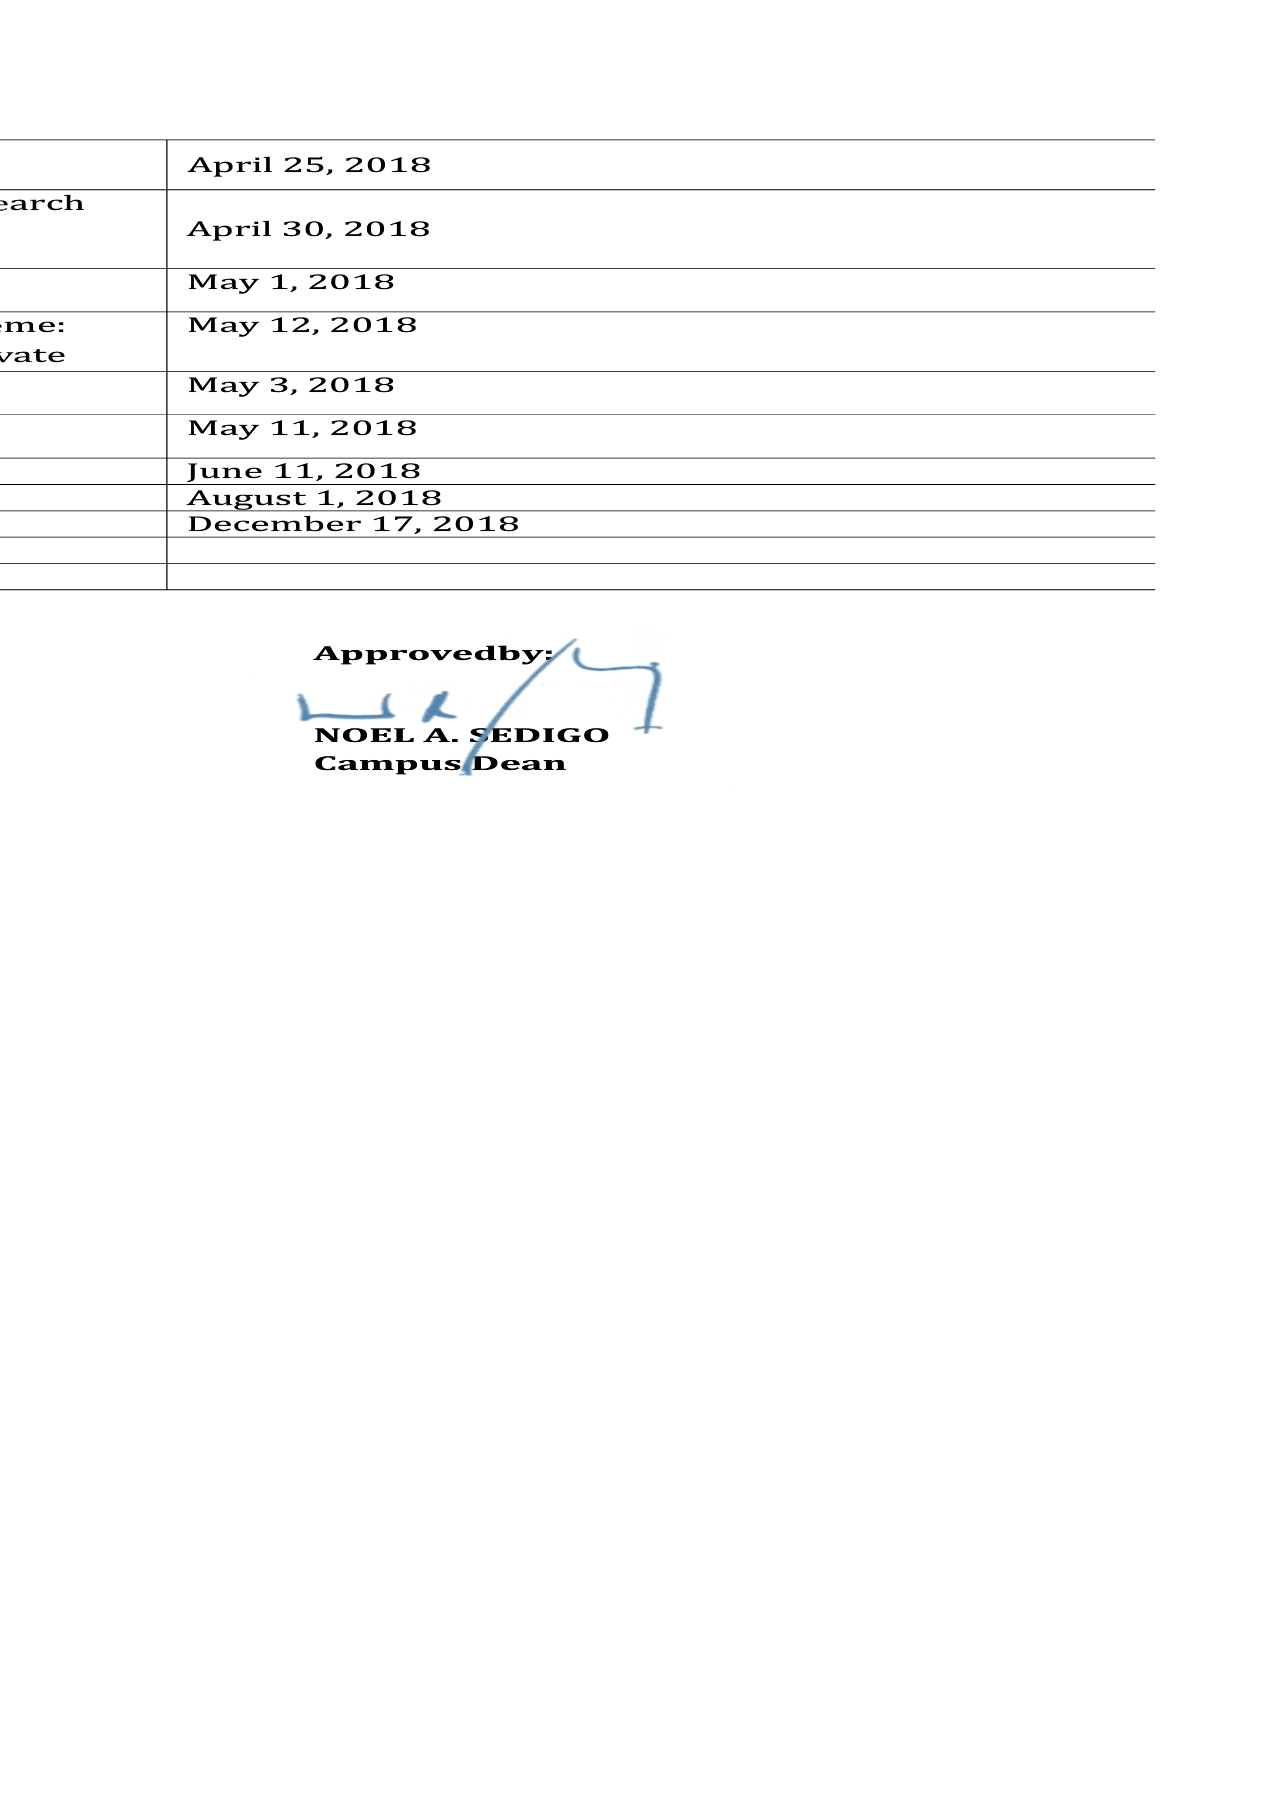 April 25, 2018
earch
April 30, 2018
May 1, 2018
eme: May 12, 2018
vate
May 3, 2018
May 11, 2018
June 11, 2018
August 1, 2018
December 17, 2018
Approvedby:
NOEL A. SEDIGO
Campus Dean